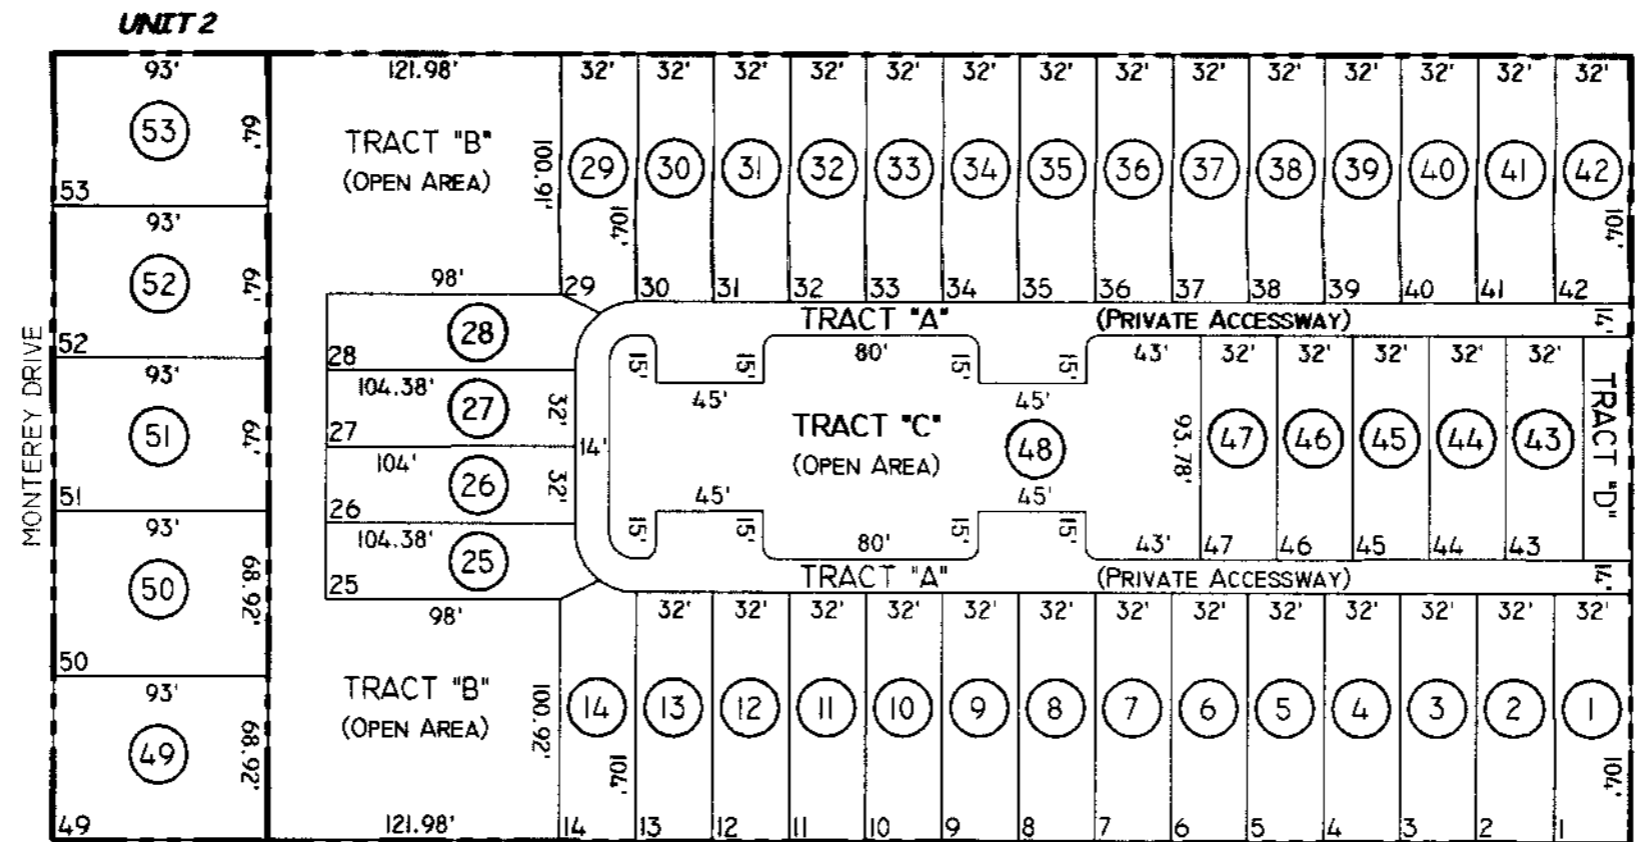 UNIT 2
93' 121.98' 32' 32' 32' 32' 32' 32' 32' 32' 32' 32' 32' 32' 32' 32'
53 64' TRACT "B" 100.91' 29 30 31 32 33 34 35 36 37 38 39 40 41 42
(OPEN AREA)
53 104' 104'
93'
52 64' 98' 29 30 31 32 33 34 35 36 37 38 39 40 41 42
28 TRACT "A" (PRIVATE ACCESSWAY) 14'
52 28 15' 15' 80' 15' 15' 43' 32' 32' 32' 32' 32'
MONTEREY DRIVE
93' 104.38' 27 32' 45' 45' TRACT "D"
51 64' 27 14' TRACT "C" 48 93.78' 47 46 45 44 43
104' (OPEN AREA)
51 26 26 32' 45' 45'
93' 104.38' 15' 15' 80' 15' 15' 43' 47 46 45 44 43
50 68.92' 25 25 TRACT "A" (PRIVATE ACCESSWAY) 14'
98' 32' 32' 32' 32' 32' 32' 32' 32' 32' 32' 32' 32' 32'
50
93' TRACT "B" 100.92' 14 13 12 11 10 9 8 7 6 5 4 3 2 1
(OPEN AREA)
49 68.92' 104' 104'
49 121.98' 14 13 12 11 10 9 8 7 6 5 4 3 2 1